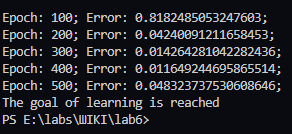 Epoch: 100; Error: 0.8182485053247603;
Epoch: 200; Error: 0.04240091211658453;
Epoch: 300; Error: 0.014264281042282436;
Epoch: 400; Error: 0.011649244695865514;
Epoch: 500; Error: 0.048323737530608646;
The goal of learning is reached
PS E:\labs\WIKI\lab6>